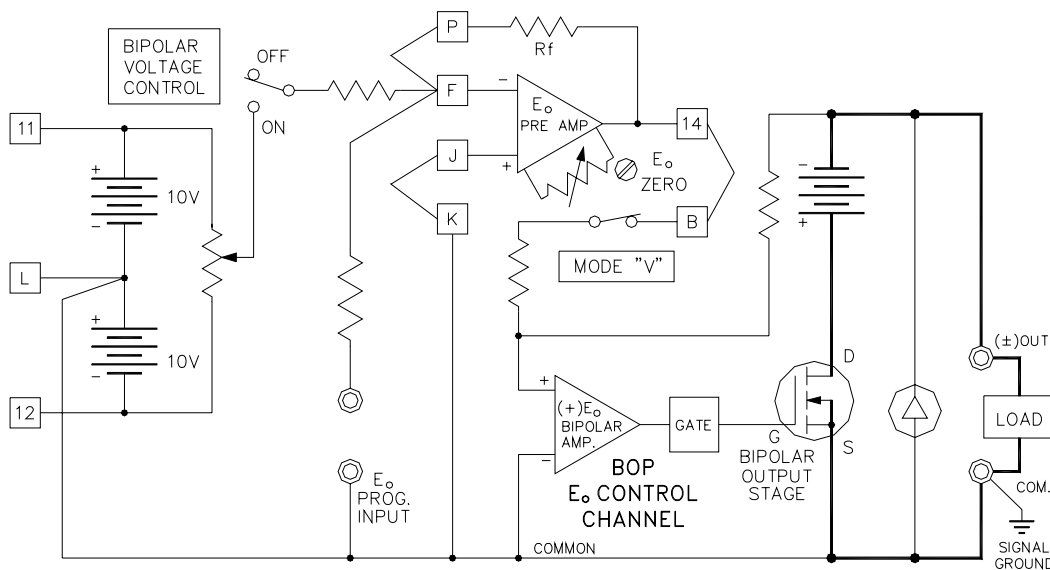 BIPOLAR
VOLTAGE
CONTROL
OFF
ON
11
+
10V
-
L
+
10V
-
12
P
Rf
F
-
E₀
PRE AMP.
14
J
+
E₀
ZERO
K
B
MODE "V"
-
+
(±)OUT
D
LOAD
+
(+)E₀
BIPOLAR
AMP.
-
GATE
G
S
BIPOLAR
OUTPUT
STAGE
BOP
E₀ CONTROL
CHANNEL
E₀
PROG.
INPUT
COM.
COMMON
SIGNAL
GROUND